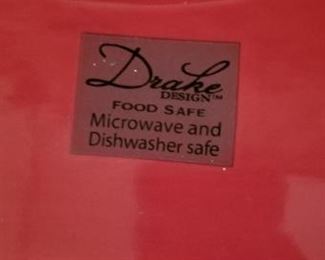 Drake
DESIGN™
FOOD SAFE
Microwave and
Dishwasher safe